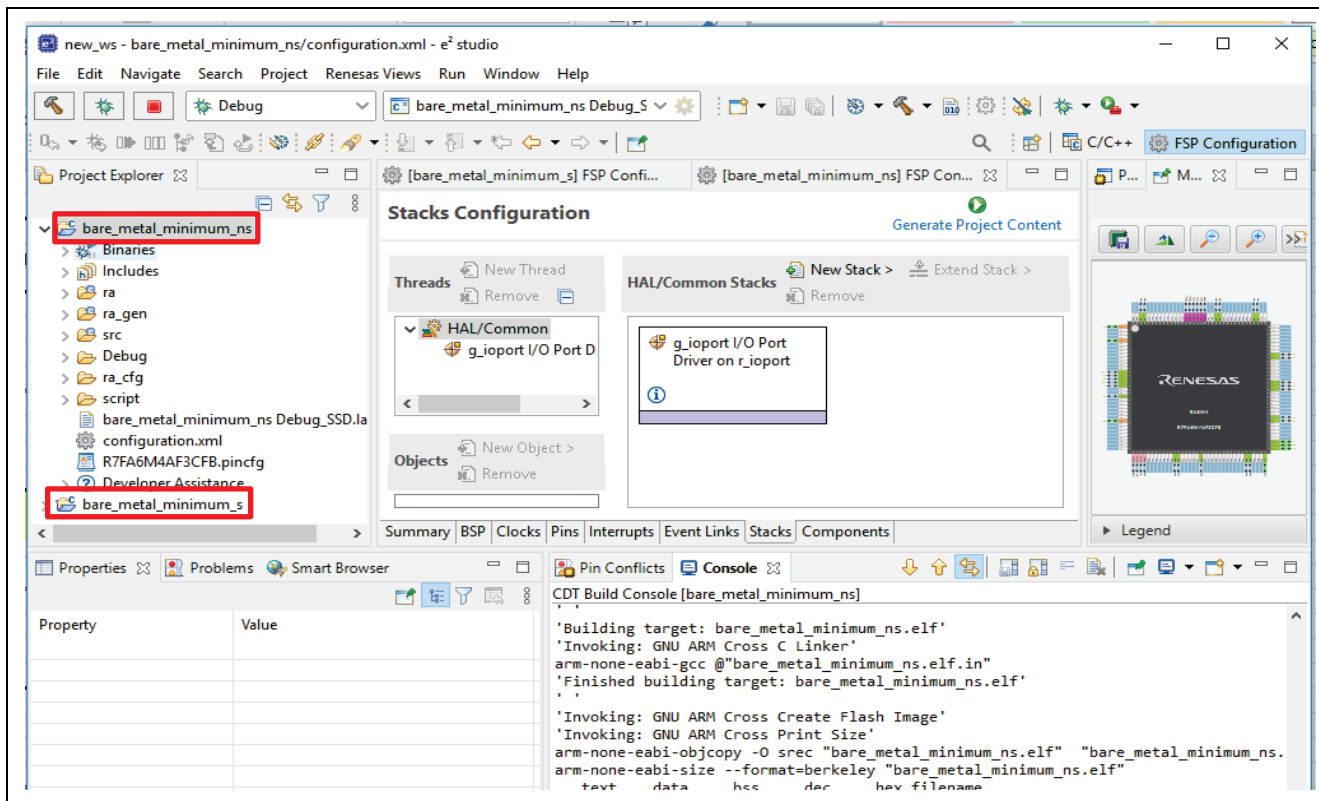 new_ws - bare_metal_minimum_ns/configuration.xml - e² studio
File Edit Navigate Search Project Renesas Views Run Window Help
Debug
bare_metal_minimum_ns Debug_S
C/C++
FSP Configuration
Project Explorer
bare_metal_minimum_ns
Binaries
Includes
ra
ra_gen
src
Debug
ra_cfg
script
bare_metal_minimum_ns Debug_SSD.la
configuration.xml
R7FA6M4AF3CFB.pincfg
Developer Assistance
bare_metal_minimum_s
[bare_metal_minimum_s] FSP Confi...
[bare_metal_minimum_ns] FSP Con...
Stacks Configuration
Generate Project Content
Threads
New Thread
Remove
HAL/Common
g_ioport I/O Port D
Objects
New Object >
Remove
HAL/Common Stacks
New Stack >
Extend Stack >
Remove
g_ioport I/O Port
Driver on r_ioport
Summary BSP Clocks Pins Interrupts Event Links Stacks Components
P...
M...
RENESAS
Legend
Properties
Problems
Smart Browser
Property Value
Pin Conflicts
Console
CDT Build Console [bare_metal_minimum_ns]
' '
'Building target: bare_metal_minimum_ns.elf'
'Invoking: GNU ARM Cross C Linker'
arm-none-eabi-gcc @"bare_metal_minimum_ns.elf.in"
'Finished building target: bare_metal_minimum_ns.elf'
' '
'Invoking: GNU ARM Cross Create Flash Image'
'Invoking: GNU ARM Cross Print Size'
arm-none-eabi-objcopy -O srec "bare_metal_minimum_ns.elf" "bare_metal_minimum_ns.
arm-none-eabi-size --format=berkeley "bare_metal_minimum_ns.elf"
text data bss dec hex filename